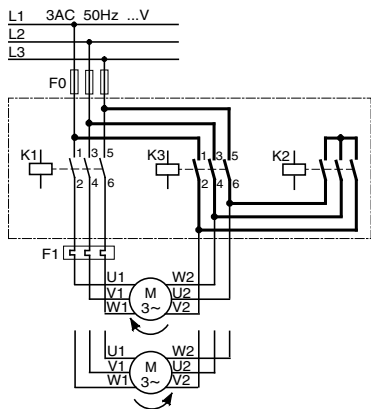 L1 3AC 50Hz ...V
L2
L3
F0
K1 1 3 5
2 4 6
K3 1 3 5
2 4 6
K2
F1
U1 W2
V1 M U2
W1 3~ V2
U1 W2
V1 M U2
W1 3~ V2